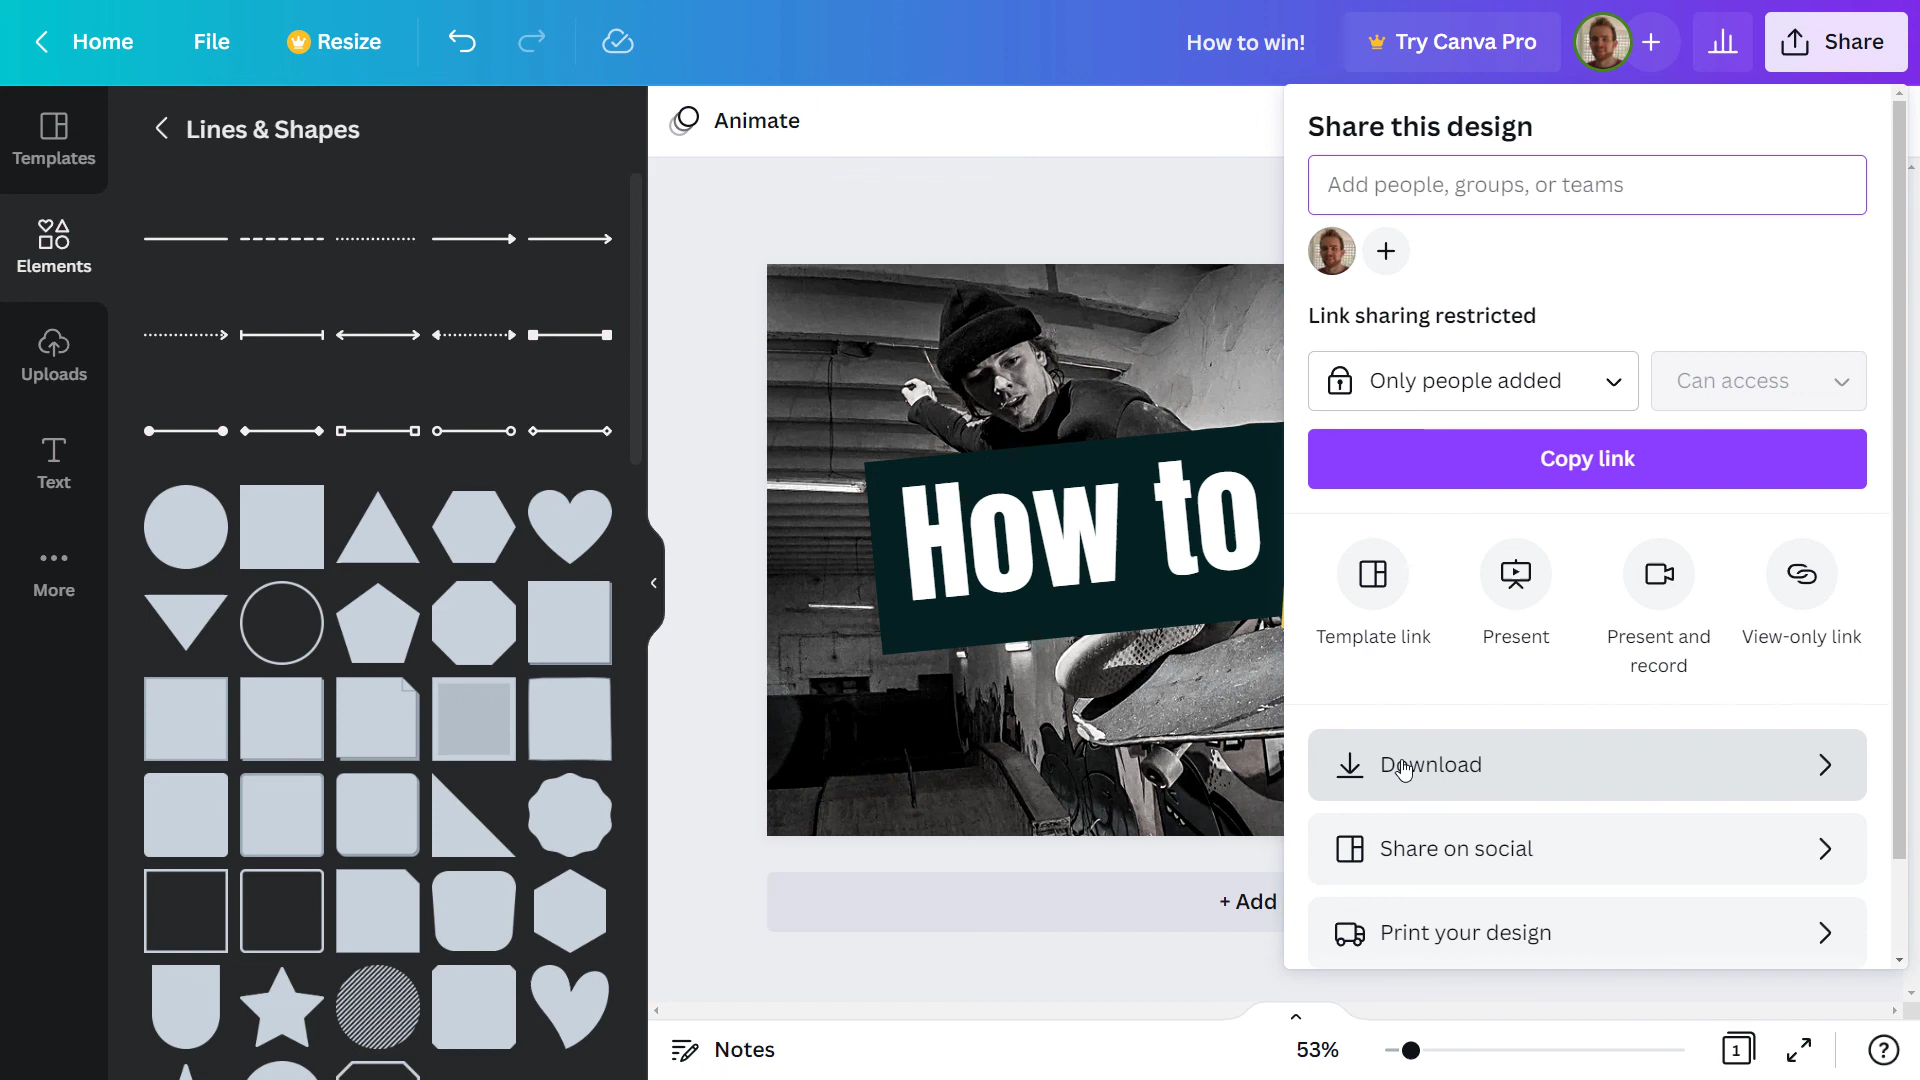 Home
File
Resize
How to win!
Try Canva Pro
Share
Templates
Elements
Uploads
Text
More
Lines & Shapes
Animate
How to
+ Add
Share this design
Add people, groups, or teams
Link sharing restricted
Only people added
Can access
Copy link
Template link
Present
Present and
record
View-only link
Download
Share on social
Print your design
Notes
53%
1
?